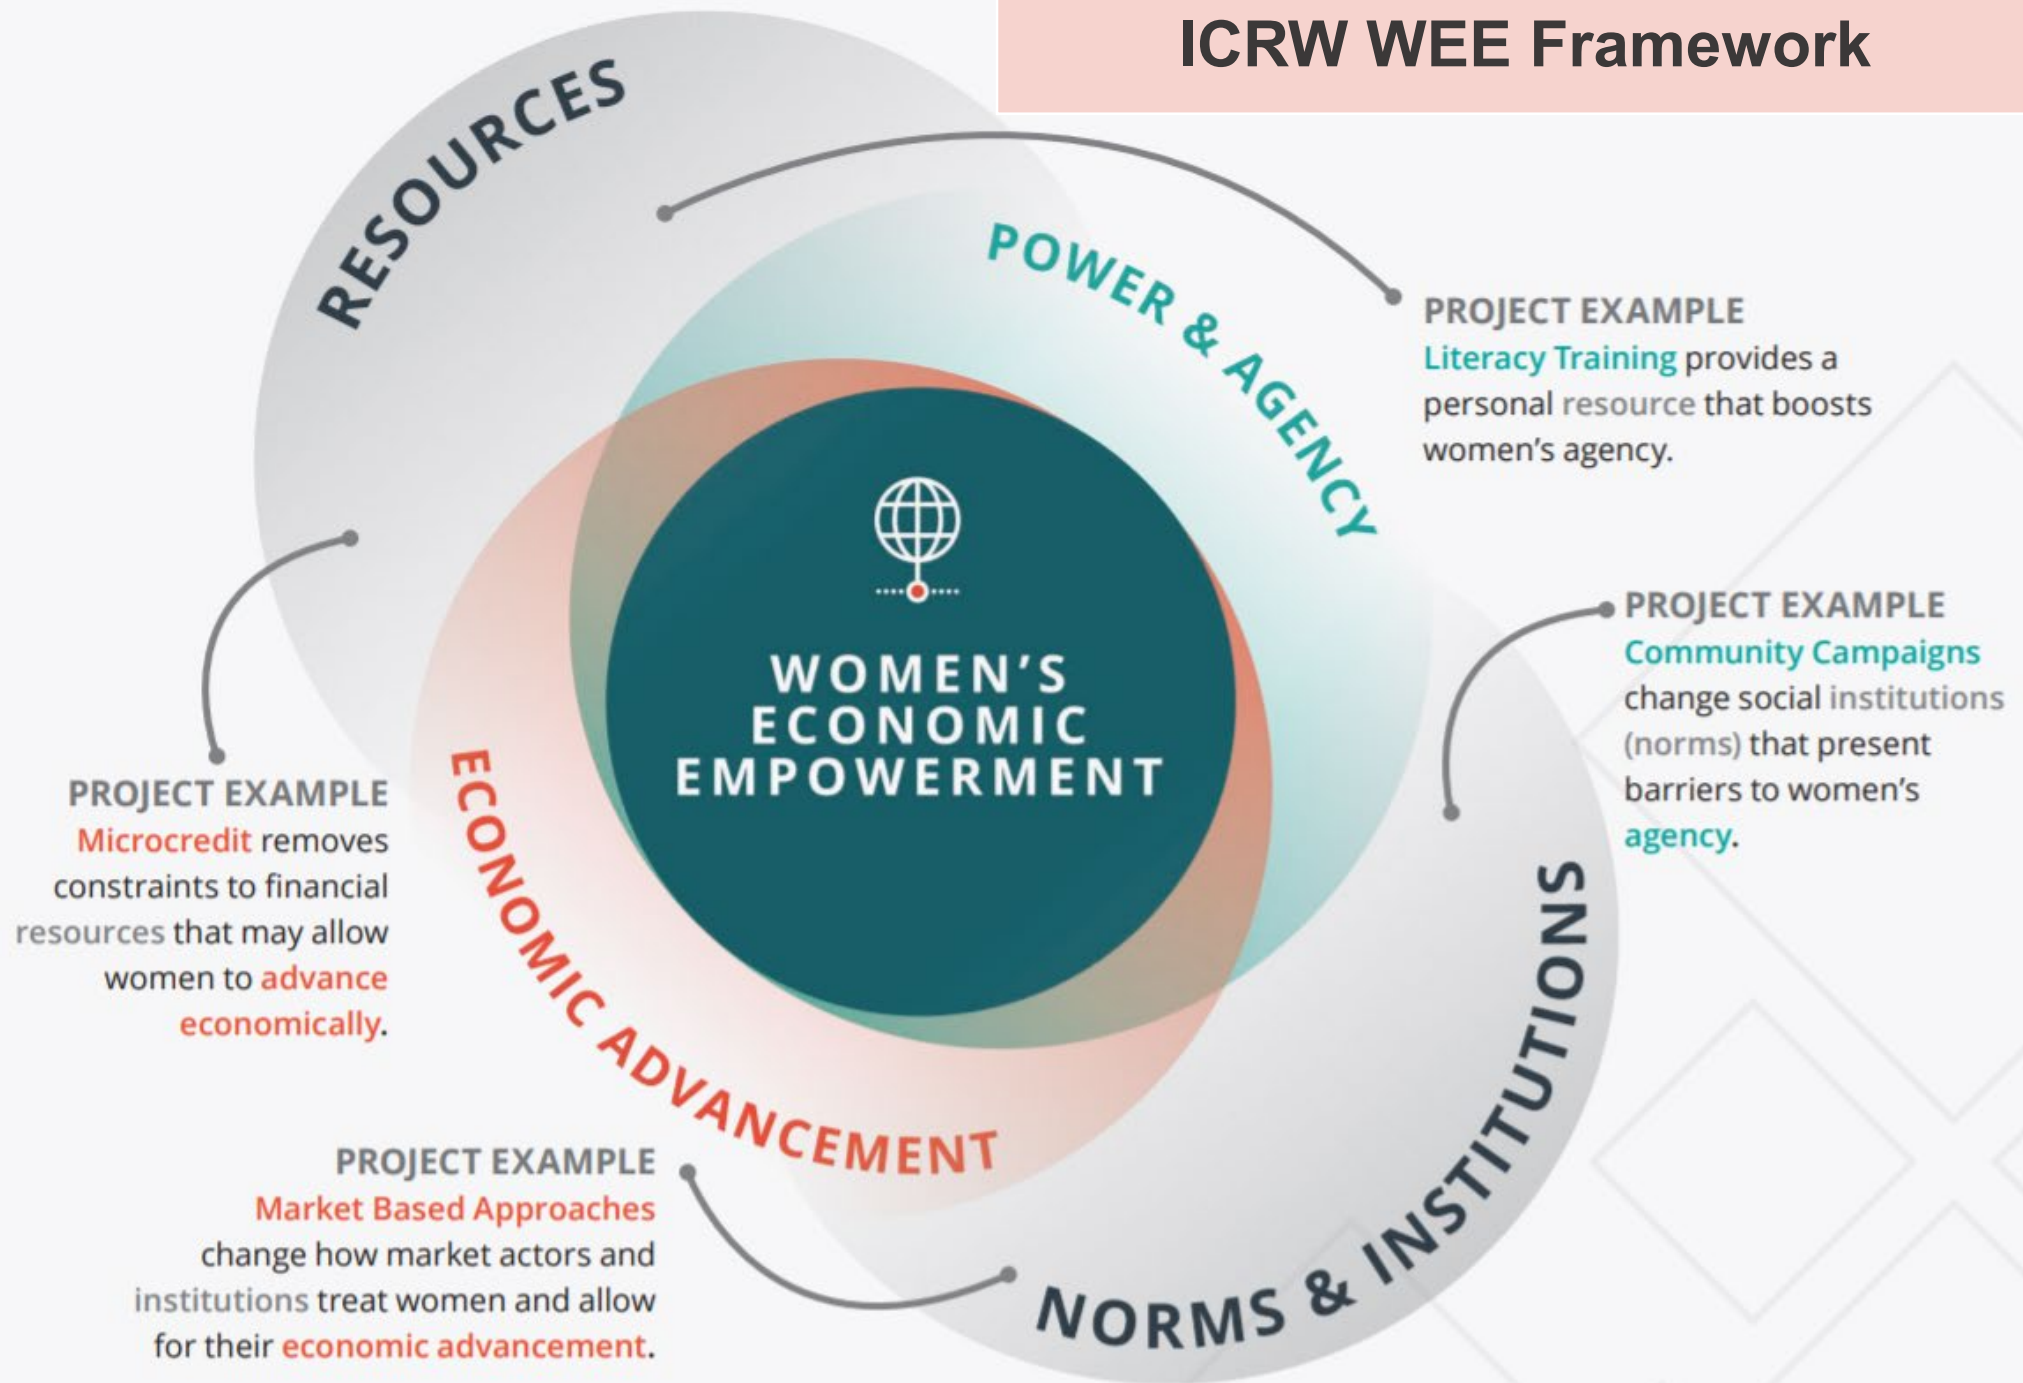 ICRW WEE Framework
RESOURCES
POWER & AGENCY
PROJECT EXAMPLE
Literacy Training provides a
personal resource that boosts
women's agency.
WOMEN'S
ECONOMIC
EMPOWERMENT
PROJECT EXAMPLE
Community Campaigns
change social institutions
(norms) that present
barriers to women's
agency.
PROJECT EXAMPLE
Microcredit removes
constraints to financial
resources that may allow
women to advance
economically.
ECONOMIC ADVANCEMENT
PROJECT EXAMPLE
Market Based Approaches
change how market actors and
institutions treat women and allow
for their economic advancement.
NORMS & INSTITUTIONS